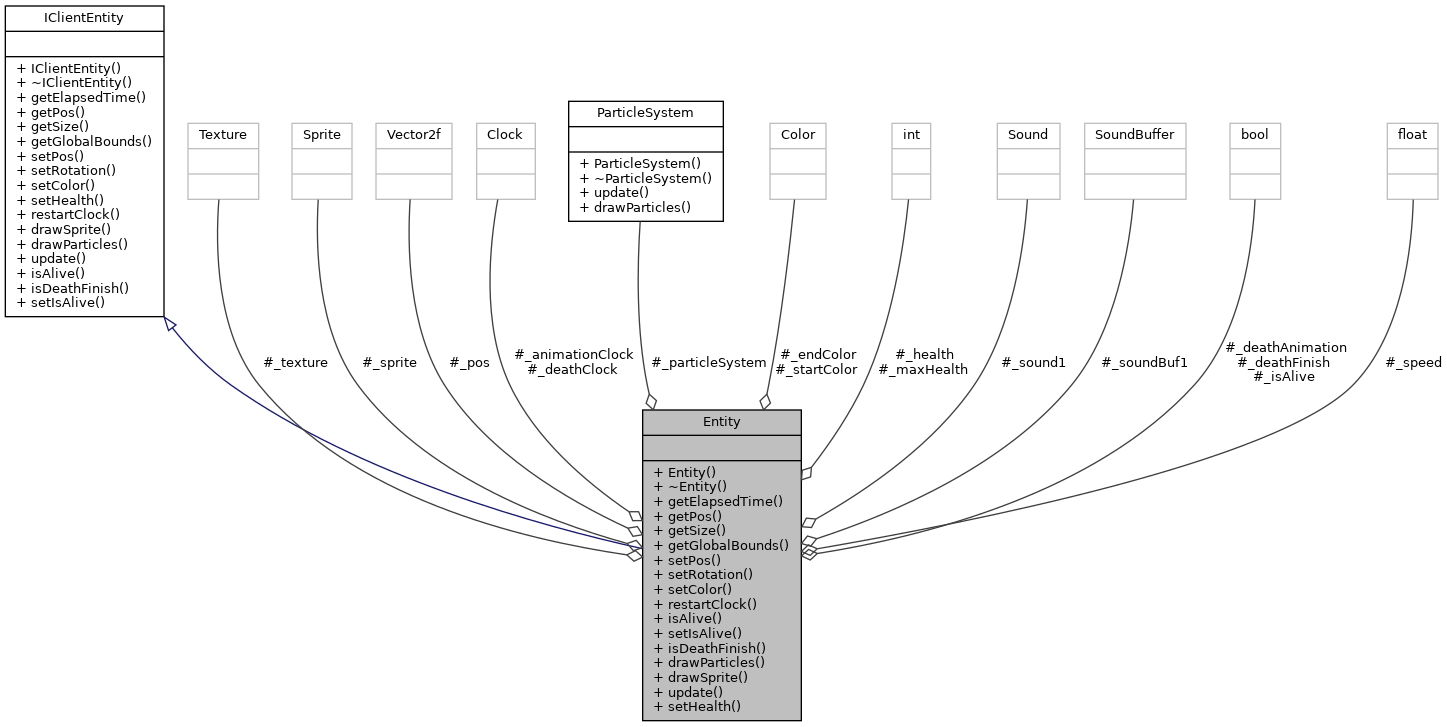 IClientEntity
+ IClientEntity()
+ ~IClientEntity()
+ getElapsedTime()
+ getPos()
+ getSize()
+ getGlobalBounds()
+ setPos()
+ setRotation()
+ setColor()
+ setHealth()
+ restartClock()
+ drawSprite()
+ drawParticles()
+ update()
+ isAlive()
+ isDeathFinish()
+ setIsAlive()
Texture
Sprite
Vector2f
Clock
ParticleSystem
+ ParticleSystem()
+ ~ParticleSystem()
+ update()
+ drawParticles()
Color
int
Sound
SoundBuffer
bool
float
#_texture
#_sprite
#_pos
#_animationClock
#_deathClock
#_particleSystem
#_endColor
#_startColor
#_health
#_maxHealth
#_sound1
#_soundBuf1
#_deathAnimation
#_deathFinish
#_isAlive
#_speed
Entity
+ Entity()
+ ~Entity()
+ getElapsedTime()
+ getPos()
+ getSize()
+ getGlobalBounds()
+ setPos()
+ setRotation()
+ setColor()
+ restartClock()
+ isAlive()
+ setIsAlive()
+ isDeathFinish()
+ drawParticles()
+ drawSprite()
+ update()
+ setHealth()